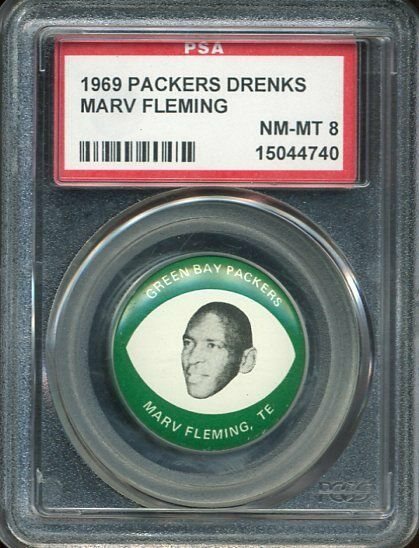 PSA
1969 PACKERS DRENKS
MARV FLEMING
NM-MT 8
15044740
GREEN BAY PACKERS
MARV FLEMING, TE